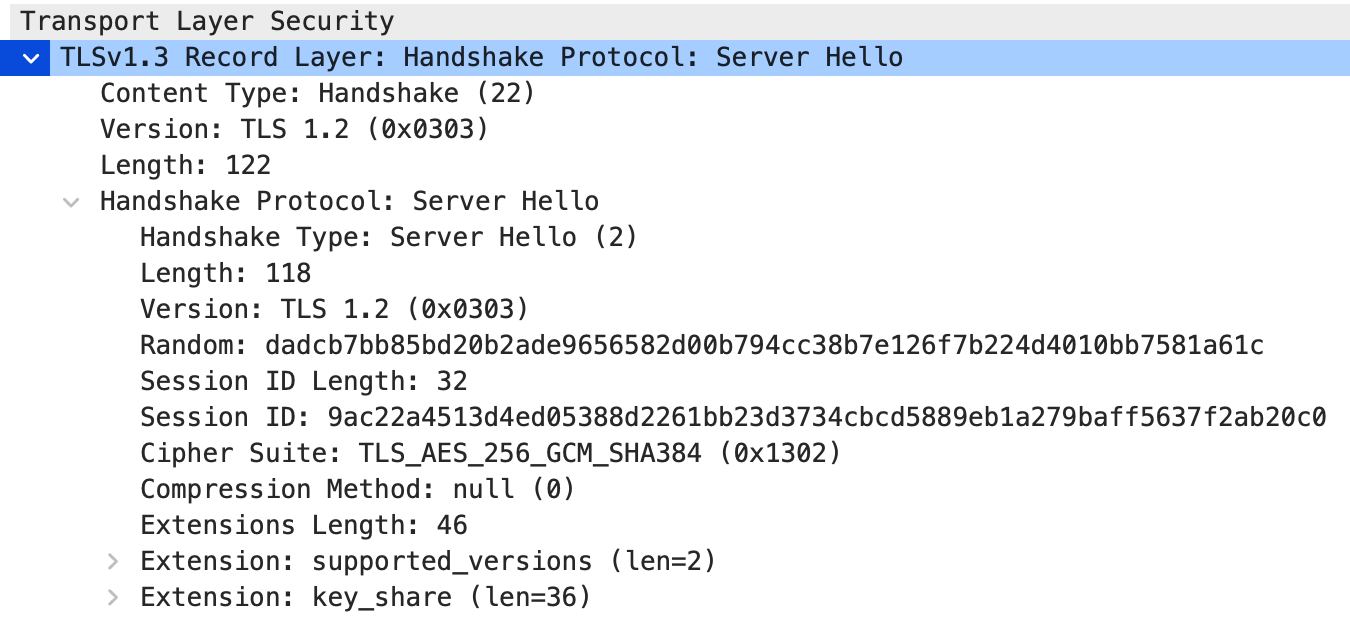 Transport Layer Security
TLSv1.3 Record Layer: Handshake Protocol: Server Hello
Content Type: Handshake (22)
Version: TLS 1.2 (0x0303)
Length: 122
Handshake Protocol: Server Hello
Handshake Type: Server Hello (2)
Length: 118
Version: TLS 1.2 (0x0303)
Random: dadcb7bb85bd20b2ade9656582d00b794cc38b7e126f7b224d4010bb7581a61c
Session ID Length: 32
Session ID: 9ac22a4513d4ed05388d2261bb23d3734cbcd5889eb1a279baff5637f2ab20c0
Cipher Suite: TLS_AES_256_GCM_SHA384 (0x1302)
Compression Method: null (0)
Extensions Length: 46
Extension: supported_versions (len=2)
Extension: key_share (len=36)